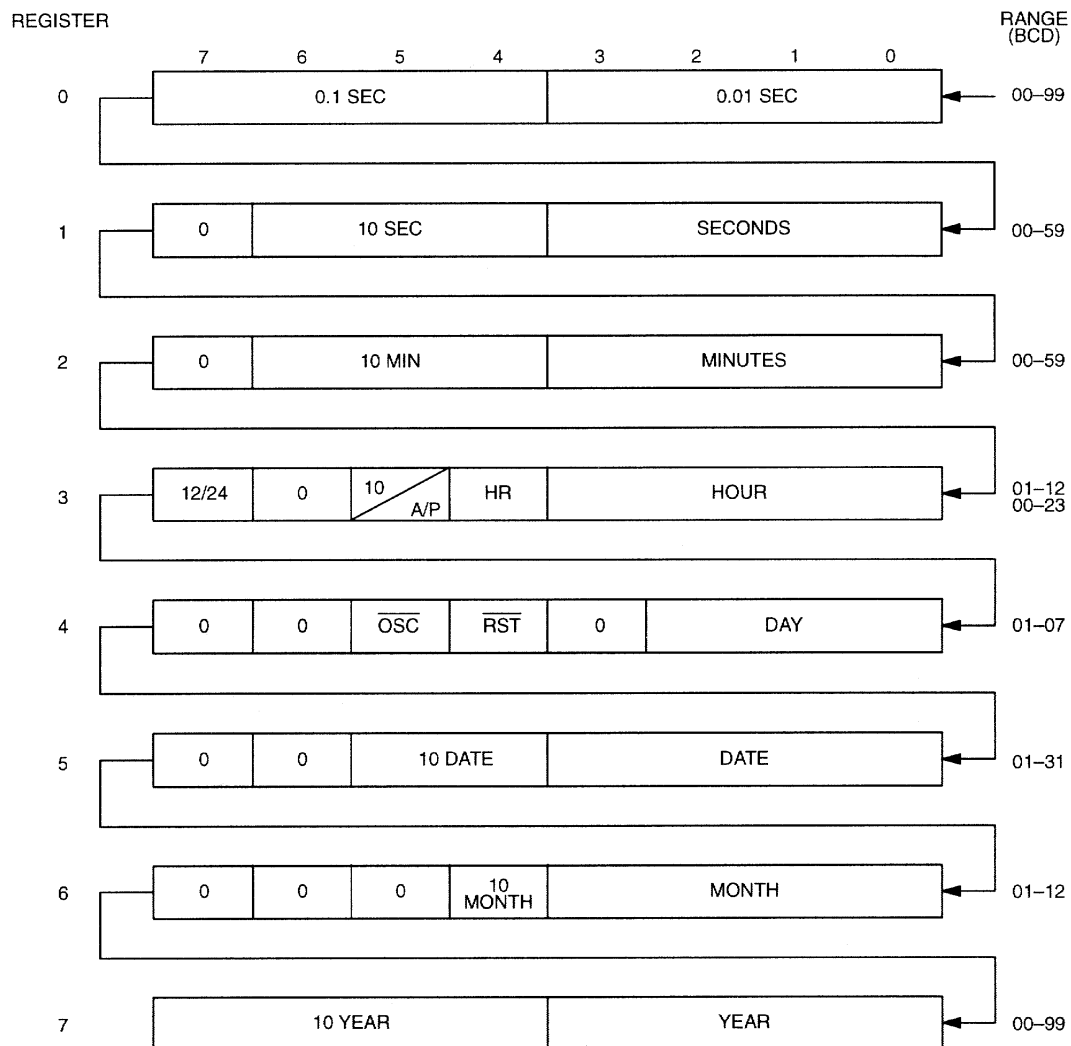 REGISTER
RANGE
(BCD)
7 6 5 4 3 2 1 0
0 0.1 SEC 0.01 SEC 00–99
1 0 10 SEC SECONDS 00–59
2 0 10 MIN MINUTES 00–59
3 12/24 0 10 A/P HR HOUR 01–12
00–23
4 0 0 OSC RST 0 DAY 01–07
5 0 0 10 DATE DATE 01–31
6 0 0 0 10 MONTH MONTH 01–12
7 10 YEAR YEAR 00–99